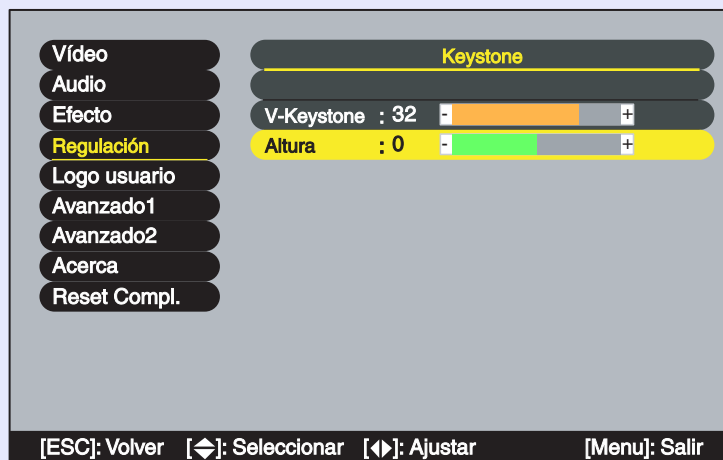 Vídeo
Audio
Efecto
Regulación
Logo usuario
Avanzado1
Avanzado2
Acerca
Reset Compl.
Keystone
V-Keystone : 32 - +
Altura : 0 - +
[ESC]: Volver [◆]: Seleccionar [◆]: Ajustar [Menu]: Salir